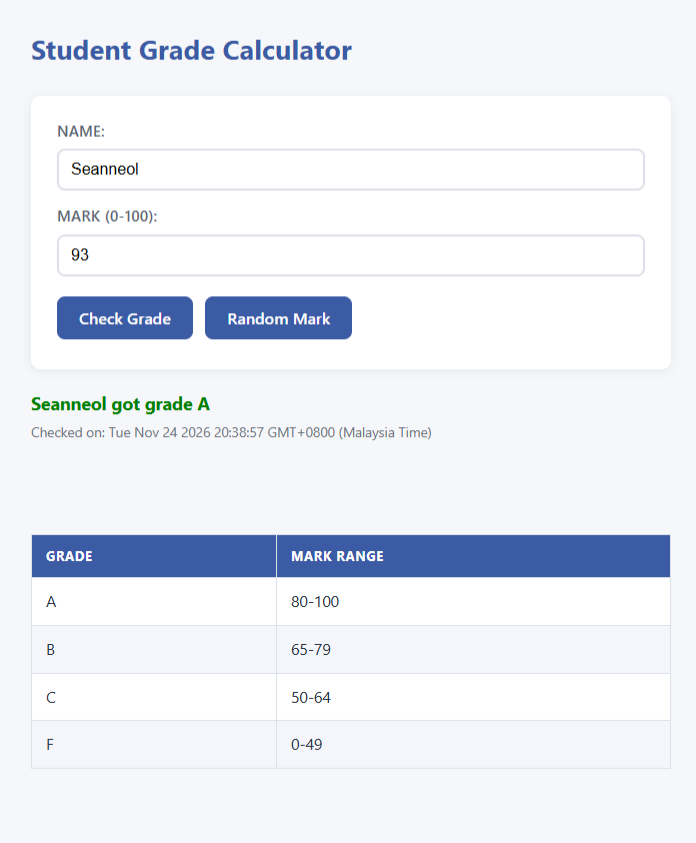 Student Grade Calculator
NAME:
Seanneol
MARK (0-100):
93
Check Grade Random Mark
Seanneol got grade A
Checked on: Tue Nov 24 2026 20:38:57 GMT+0800 (Malaysia Time)
GRADE MARK RANGE
A 80-100
B 65-79
C 50-64
F 0-49